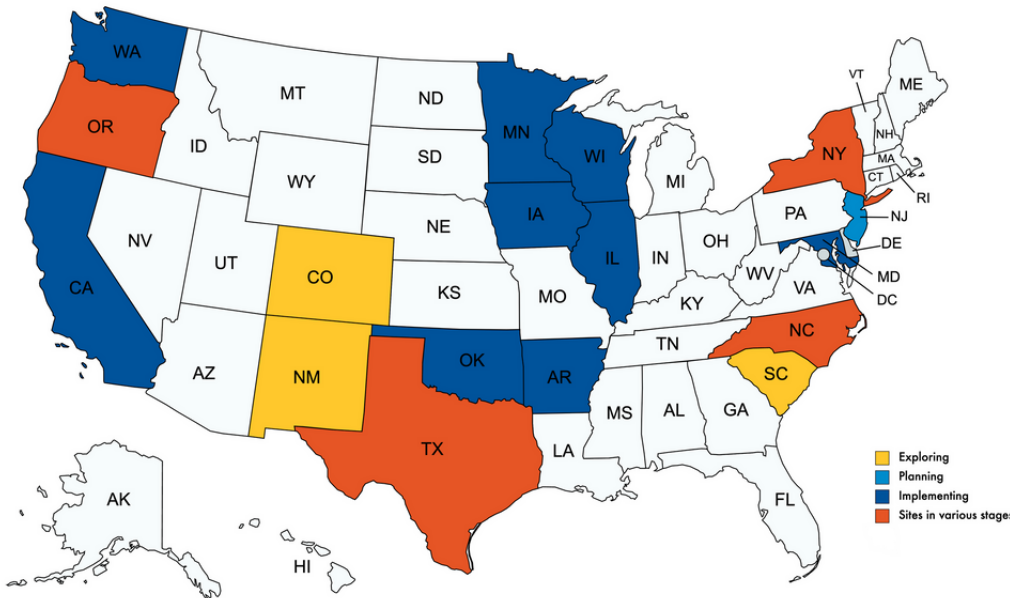 WA
OR
CA
NV
ID
MT
WY
UT
AZ
CO
NM
ND
SD
NE
KS
OK
TX
MN
IA
MO
AR
LA
WI
IL
MI
IN
OH
KY
TN
MS
AL
GA
FL
SC
NC
VA
WV
PA
NY
VT
NH
ME
MA
CT
RI
NJ
DE
MD
DC
AK
HI
Exploring
Planning
Implementing
Sites in various stages